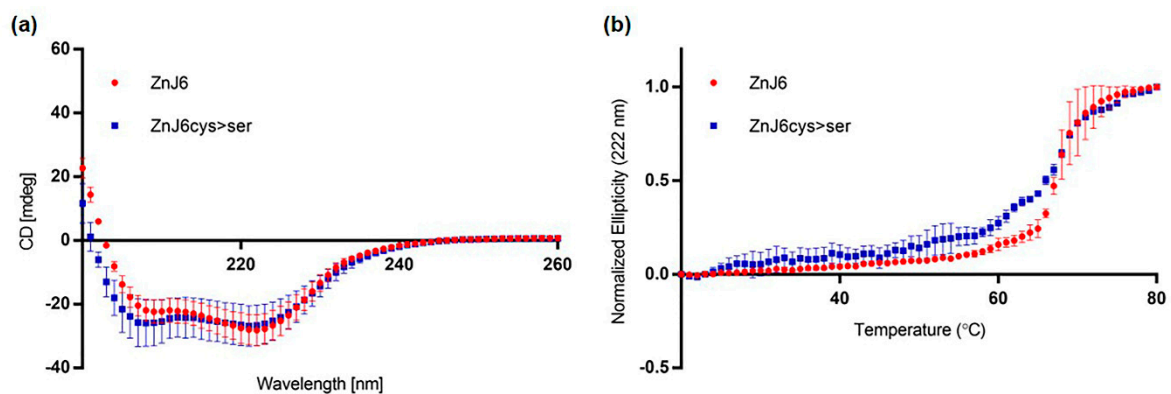 (a)
60
40
20
0
-20
-40
CD [mdeg]
ZnJ6
ZnJ6cys>ser
220
240
260
Wavelength [nm]
(b)
1.0
0.5
0.0
-0.5
Normalized Ellipticity (222 nm)
ZnJ6
ZnJ6cys>ser
40
60
80
Temperature (°C)